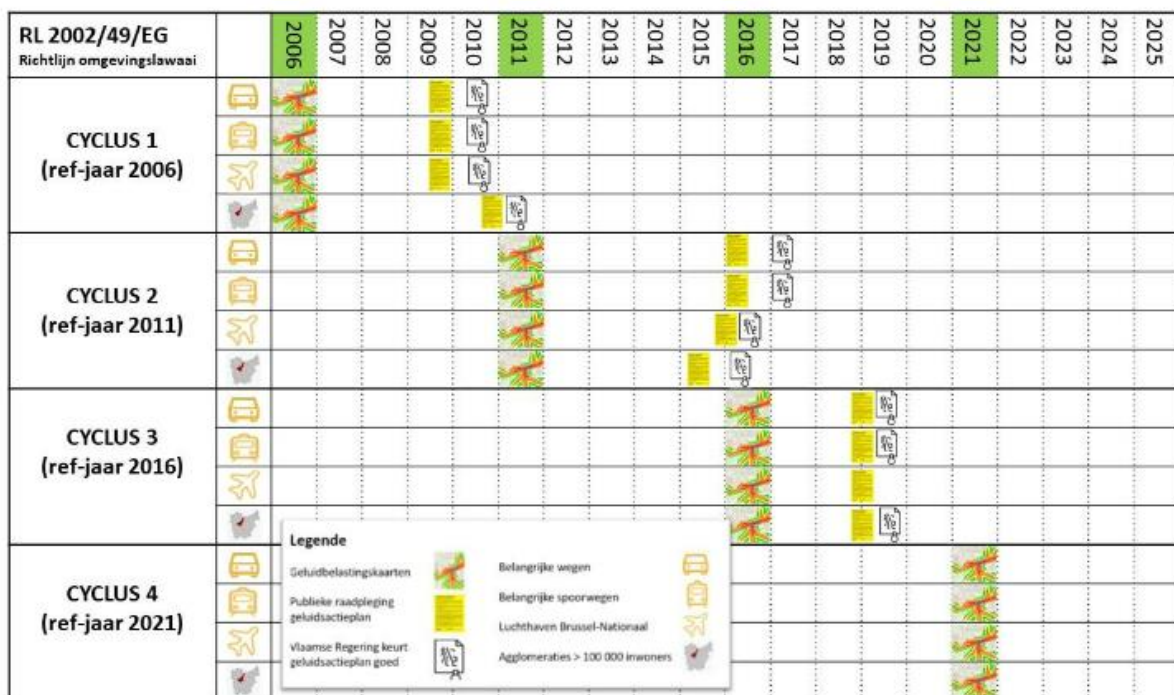 RL 2002/49/EG
Richtlijn omgevingslawaai
2006
2007
2008
2009
2010
2011
2012
2013
2014
2015
2016
2017
2018
2019
2020
2021
2022
2023
2024
2025
CYCLUS 1
(ref-jaar 2006)
CYCLUS 2
(ref-jaar 2011)
CYCLUS 3
(ref-jaar 2016)
CYCLUS 4
(ref-jaar 2021)
Legende
Geluidbelastingskaarten
Publieke raadpleging
geluidsactieplan
Vlaamse Regering keurt
geluidsactieplan goed
Belangrijke wegen
Belangrijke spoorwegen
Luchthaven Brussel-Nationaal
Agglomeraties > 100 000 inwoners